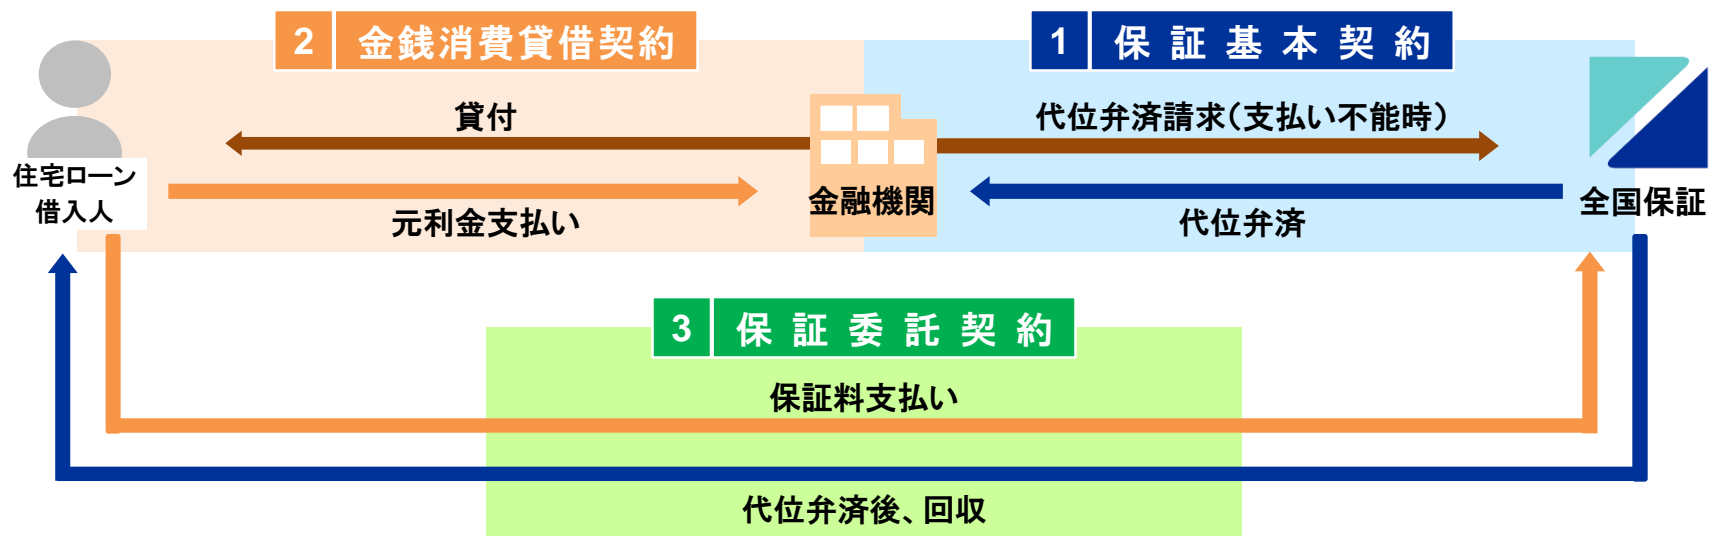 2 金銭消費貸借契約
1 保証基本契約
貸付
代位弁済請求（支払い不能時）
住宅ローン
借入人
元利金支払い
金融機関
代位弁済
全国保証
3 保証委託契約
保証料支払い
代位弁済後、回収